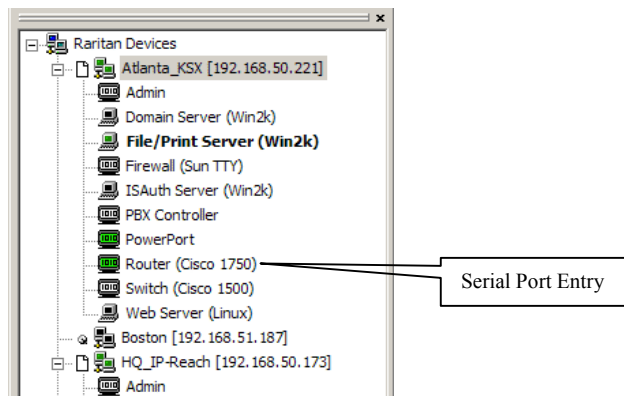 Raritan Devices
Atlanta_KSX [192.168.50.221]
Admin
Domain Server (Win2k)
File/Print Server (Win2k)
Firewall (Sun TTY)
ISAuth Server (Win2k)
PBX Controller
PowerPort
Router (Cisco 1750)
Serial Port Entry
Switch (Cisco 1500)
Web Server (Linux)
Boston [192.168.51.187]
HQ_IP-Reach [192.168.50.173]
Admin